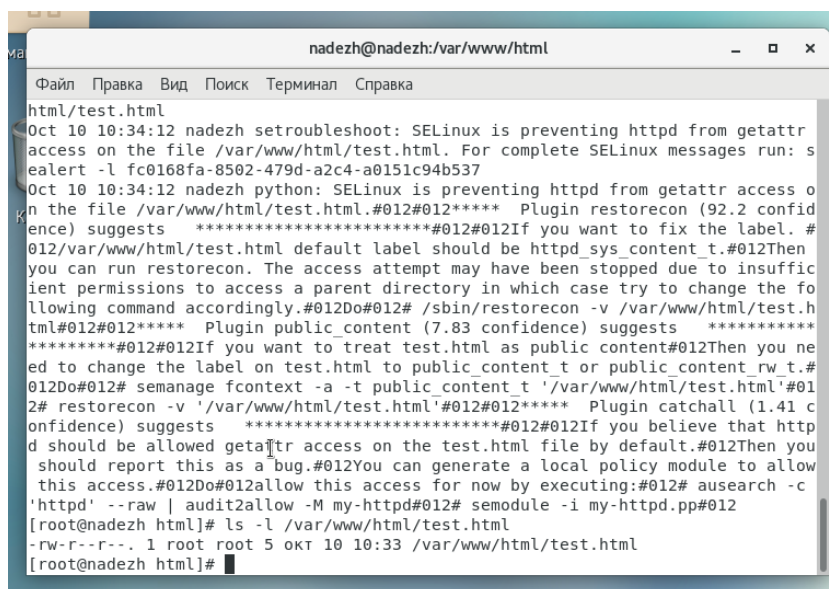 ма
К
nadezh@nadezh:/var/www/html
Файл Правка Вид Поиск Терминал Справка
html/test.html
Oct 10 10:34:12 nadezh setroubleshoot: SELinux is preventing httpd from getattr
access on the file /var/www/html/test.html. For complete SELinux messages run: s
ealert -l fc0168fa-8502-479d-a2c4-a0151c94b537
Oct 10 10:34:12 nadezh python: SELinux is preventing httpd from getattr access o
n the file /var/www/html/test.html.#012#012*****  Plugin restorecon (92.2 confid
ence) suggests   ************************#012#012If you want to fix the label. #
012/var/www/html/test.html default label should be httpd_sys_content_t.#012Then
you can run restorecon. The access attempt may have been stopped due to insuffic
ient permissions to access a parent directory in which case try to change the fo
llowing command accordingly.#012Do#012# /sbin/restorecon -v /var/www/html/test.h
tml#012#012*****  Plugin public_content (7.83 confidence) suggests   ***********
*********#012#012If you want to treat test.html as public content#012Then you ne
ed to change the label on test.html to public_content_t or public_content_rw_t.#
012Do#012# semanage fcontext -a -t public_content_t '/var/www/html/test.html'#01
2# restorecon -v '/var/www/html/test.html'#012#012*****  Plugin catchall (1.41 c
onfidence) suggests   **************************#012#012If you believe that http
d should be allowed getattr access on the test.html file by default.#012Then you
 should report this as a bug.#012You can generate a local policy module to allow
 this access.#012Do#012allow this access for now by executing:#012# ausearch -c
'httpd' --raw | audit2allow -M my-httpd#012# semodule -i my-httpd.pp#012
[root@nadezh html]# ls -l /var/www/html/test.html
-rw-r--r--. 1 root root 5 окт 10 10:33 /var/www/html/test.html
[root@nadezh html]#